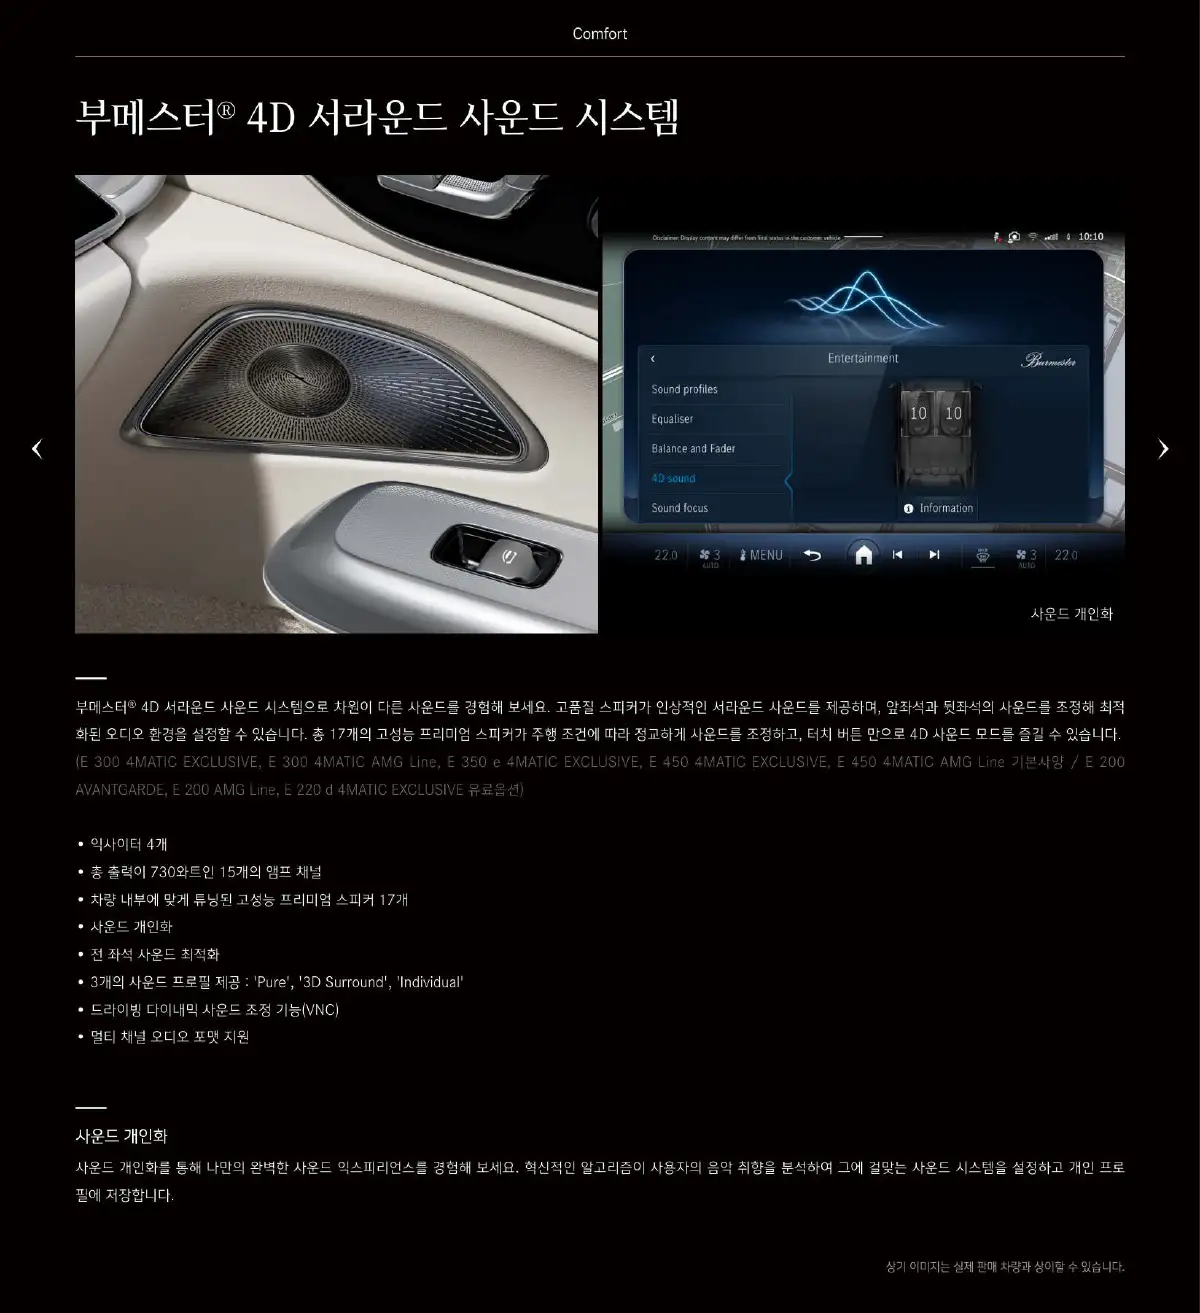 Comfort
부메스터® 4D 서라운드 사운드 시스템
Disclaimer: Display content may differ from final status in the customer vehicle
10:10
Entertainment
Burmester
Sound profiles
Equaliser
Balance and Fader
4D sound
Sound focus
10 10
Information
22.0 3 AUTO MENU 3 AUTO 22.0
사운드 개인화
부메스터® 4D 서라운드 사운드 시스템으로 차원이 다른 사운드를 경험해 보세요. 고품질 스피커가 인상적인 서라운드 사운드를 제공하며, 앞좌석과 뒷좌석의 사운드를 조정해 최적
화된 오디오 환경을 설정할 수 있습니다. 총 17개의 고성능 프리미엄 스피커가 주행 조건에 따라 정교하게 사운드를 조정하고, 터치 버튼 만으로 4D 사운드 모드를 즐길 수 있습니다.
(E 300 4MATIC EXCLUSIVE, E 300 4MATIC AMG Line, E 350 e 4MATIC EXCLUSIVE, E 450 4MATIC EXCLUSIVE, E 450 4MATIC AMG Line 기본사양 / E 200
AVANTGARDE, E 200 AMG Line, E 220 d 4MATIC EXCLUSIVE 유료옵션)
• 익사이터 4개
• 총 출력이 730와트인 15개의 앰프 채널
• 차량 내부에 맞게 튜닝된 고성능 프리미엄 스피커 17개
• 사운드 개인화
• 전 좌석 사운드 최적화
• 3개의 사운드 프로필 제공 : 'Pure', '3D Surround', 'Individual'
• 드라이빙 다이내믹 사운드 조정 기능(VNC)
• 멀티 채널 오디오 포맷 지원
사운드 개인화
사운드 개인화를 통해 나만의 완벽한 사운드 익스피리언스를 경험해 보세요. 혁신적인 알고리즘이 사용자의 음악 취향을 분석하여 그에 걸맞는 사운드 시스템을 설정하고 개인 프로
필에 저장합니다.
상기 이미지는 실제 판매 차량과 상이할 수 있습니다.